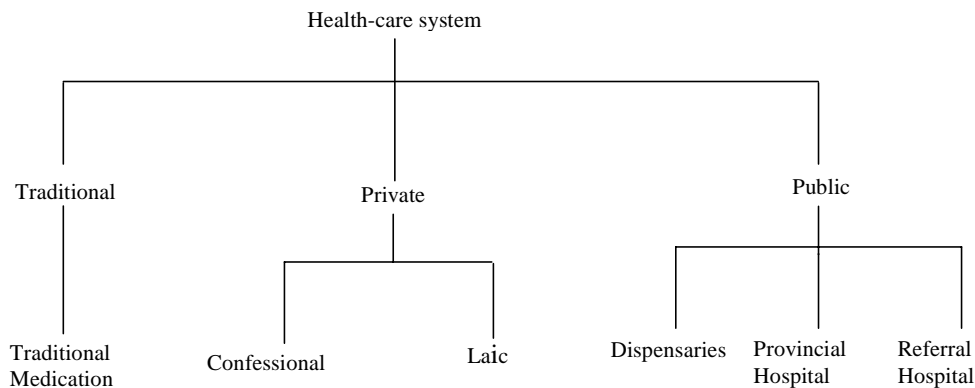 Health-care system
Traditional
Private
Public
Traditional
Medication
Confessional
Laic
Dispensaries
Provincial
Hospital
Referral
Hospital